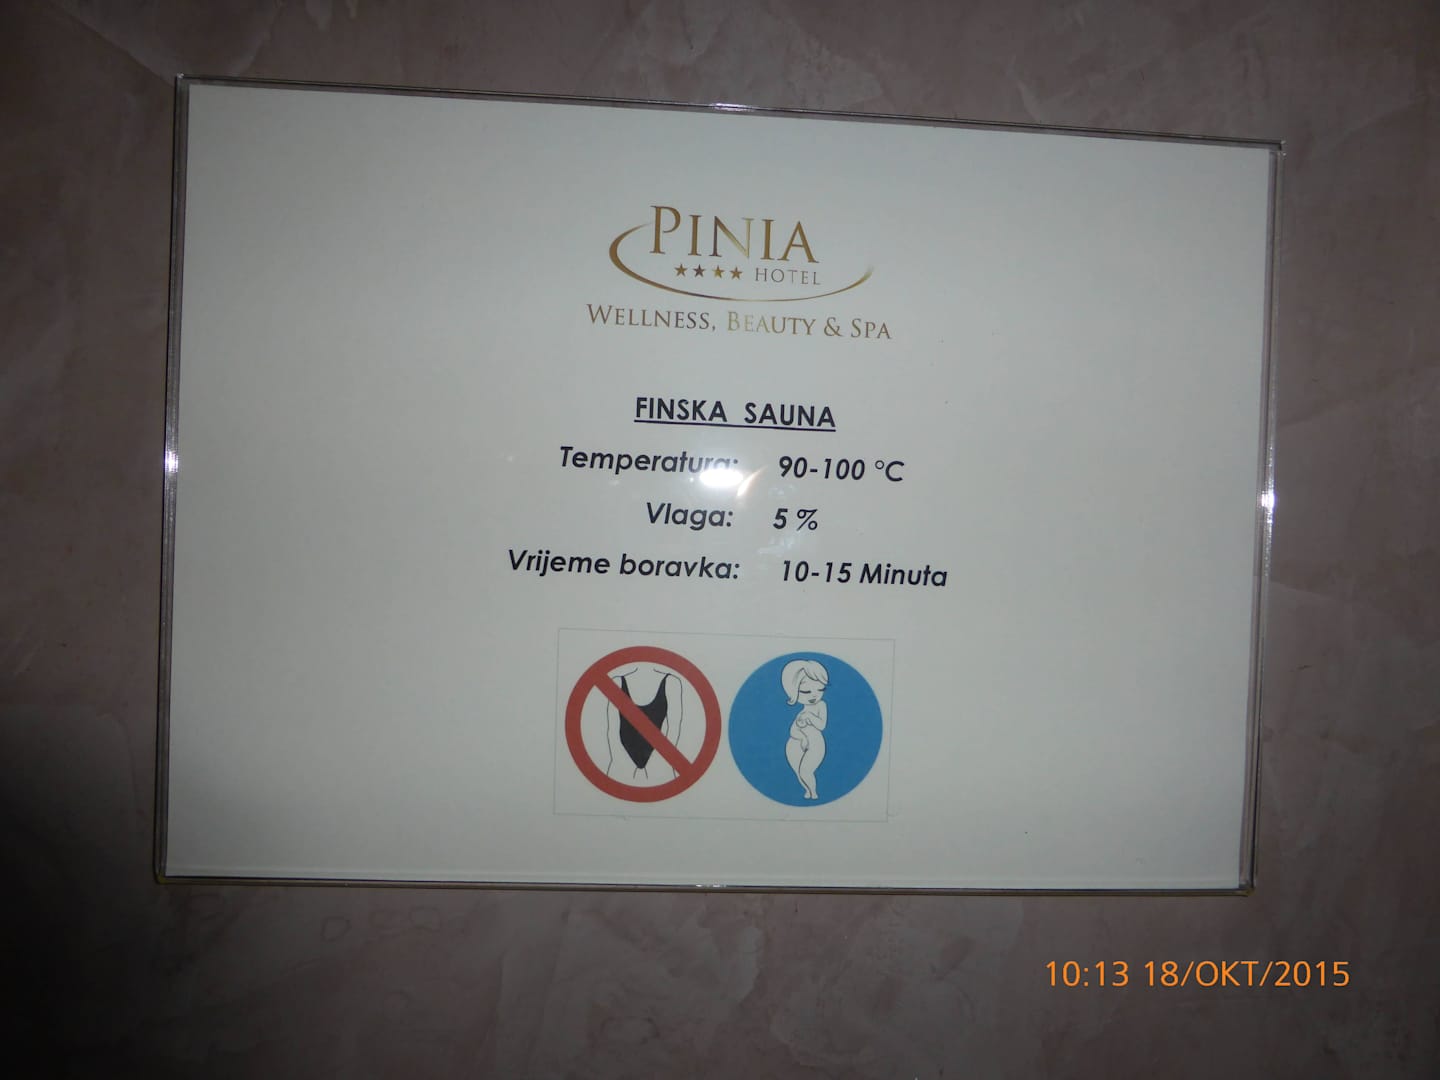 PINIA
★★★★ HOTEL
WELLNESS, BEAUTY & SPA
FINSKA SAUNA
Temperatura: 90-100 °C
Vlaga: 5 %
Vrijeme boravka: 10-15 Minuta
10:13 18/OKT/2015